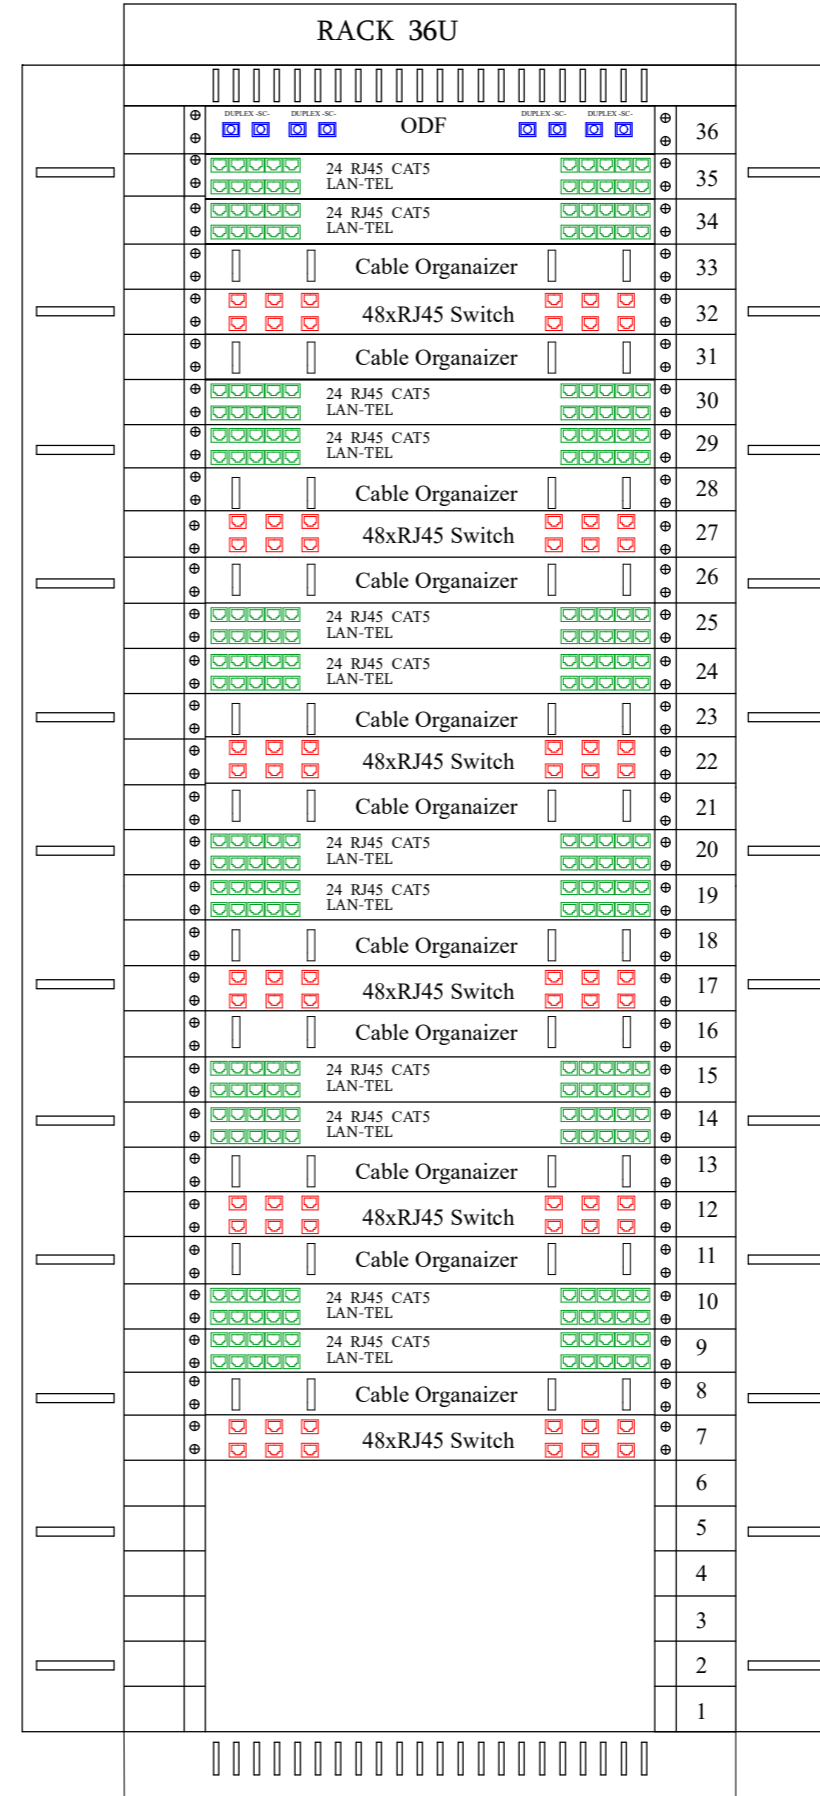 RACK 36U
DUPLEX -SC- DUPLEX -SC- ODF DUPLEX -SC- DUPLEX -SC- 36
24 RJ45 CAT5
LAN-TEL 35
24 RJ45 CAT5
LAN-TEL 34
Cable Organaizer 33
48xRJ45 Switch 32
Cable Organaizer 31
24 RJ45 CAT5
LAN-TEL 30
24 RJ45 CAT5
LAN-TEL 29
Cable Organaizer 28
48xRJ45 Switch 27
Cable Organaizer 26
24 RJ45 CAT5
LAN-TEL 25
24 RJ45 CAT5
LAN-TEL 24
Cable Organaizer 23
48xRJ45 Switch 22
Cable Organaizer 21
24 RJ45 CAT5
LAN-TEL 20
24 RJ45 CAT5
LAN-TEL 19
Cable Organaizer 18
48xRJ45 Switch 17
Cable Organaizer 16
24 RJ45 CAT5
LAN-TEL 15
24 RJ45 CAT5
LAN-TEL 14
Cable Organaizer 13
48xRJ45 Switch 12
Cable Organaizer 11
24 RJ45 CAT5
LAN-TEL 10
24 RJ45 CAT5
LAN-TEL 9
Cable Organaizer 8
48xRJ45 Switch 7
6
5
4
3
2
1